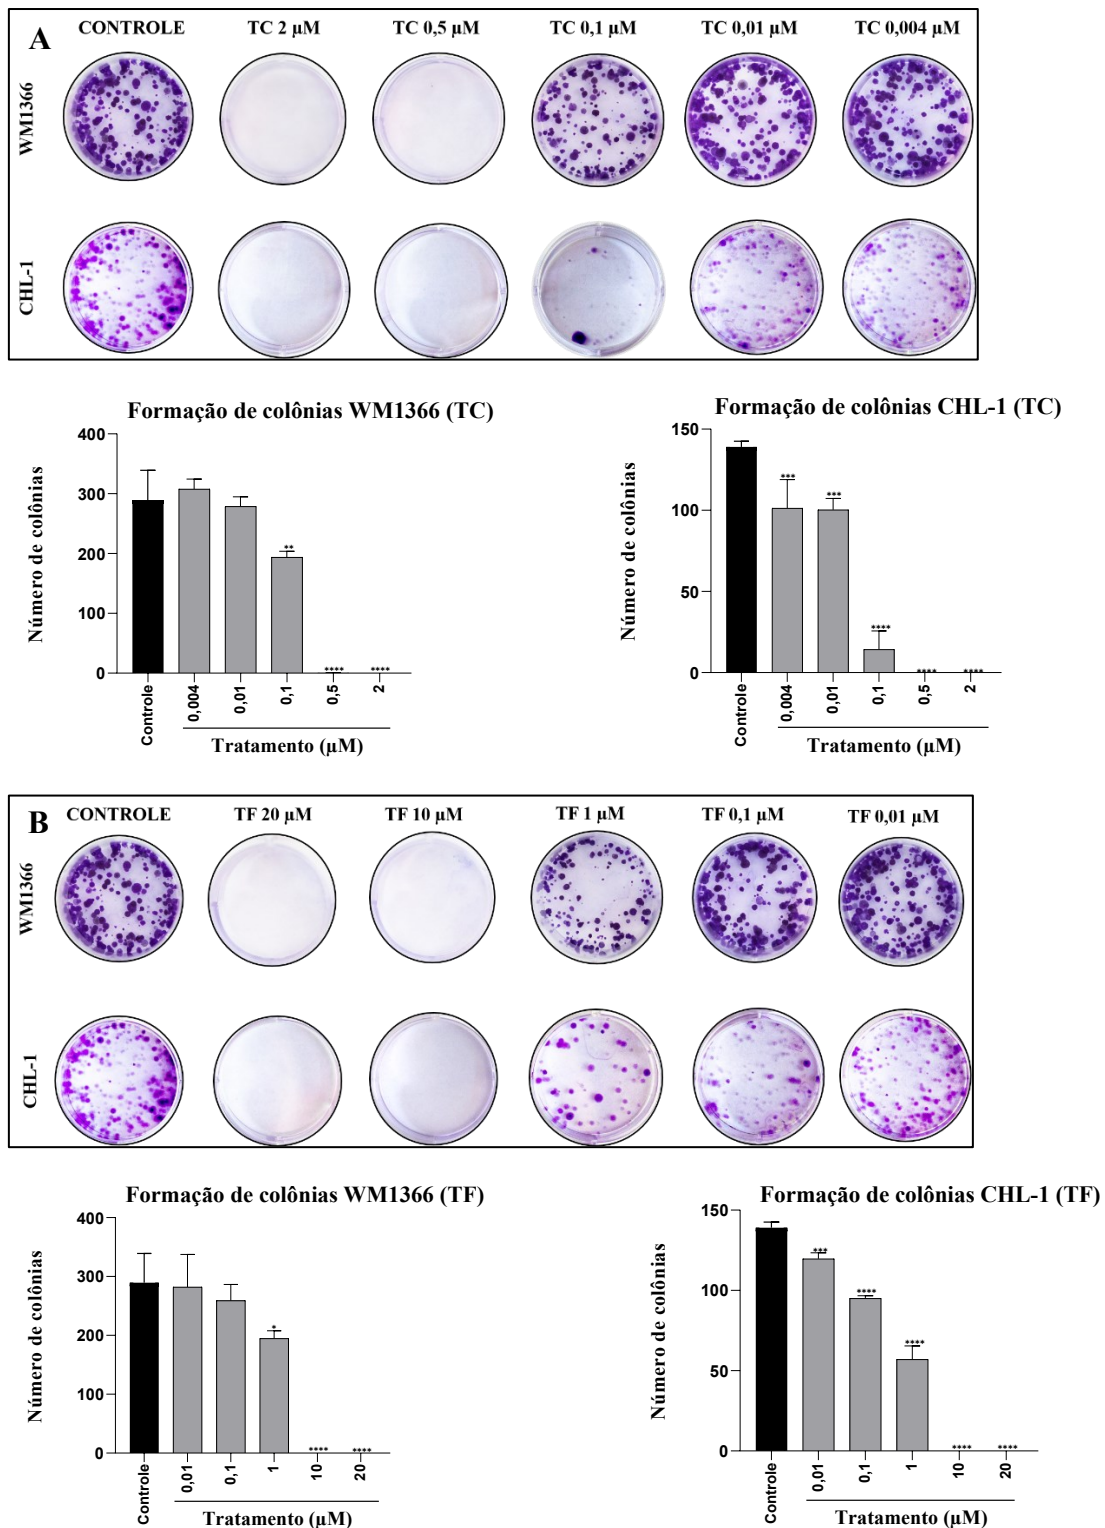 A
CONTROLE TC 2 µM TC 0,5 µM TC 0,1 µM TC 0,01 µM TC 0,004 µM
WM1366
CHL-1
Formação de colônias WM1366 (TC)
Número de colônias
400
300
200
100
0
**
****
****
Controle
0,004
0,01
0,1
0,5
2
Tratamento (µM)
Formação de colônias CHL-1 (TC)
Número de colônias
150
100
50
0
***
***
****
****
****
Controle
0,004
0,01
0,1
0,5
2
Tratamento (µM)
B
CONTROLE TF 20 µM TF 10 µM TF 1 µM TF 0,1 µM TF 0,01 µM
WM1366
CHL-1
Formação de colônias WM1366 (TF)
Número de colônias
400
300
200
100
0
*
****
****
Controle
0,01
0,1
1
10
20
Tratamento (µM)
Formação de colônias CHL-1 (TF)
Número de colônias
150
100
50
0
***
****
****
****
****
Controle
0,01
0,1
1
10
20
Tratamento (µM)